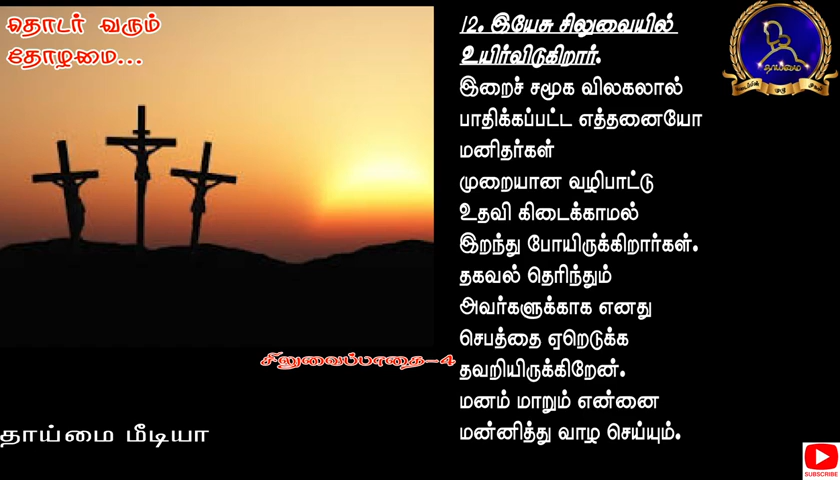 தொடர் வரும்
தோழமை...
12. இயேசு சிலுவையில்
உயிர்விடுகிறார்.
இறைச் சமூக விலகலால்
பாதிக்கப்பட்ட எத்தனையோ
மனிதர்கள்
முறையான வழிபாட்டு
உதவி கிடைக்காமல்
இறந்து போயிருக்கிறார்கள்.
தகவல் தெரிந்தும்
அவர்களுக்காக எனது
செபத்தை ஏறெடுக்க
தவறியிருக்கிறேன்.
மனம் மாறும் என்னை
மன்னித்து வாழ செய்யும்.
சிலுவைப்பாதை-4
தாய்மை மீடியா
தாய்மை
SUBSCRIBE